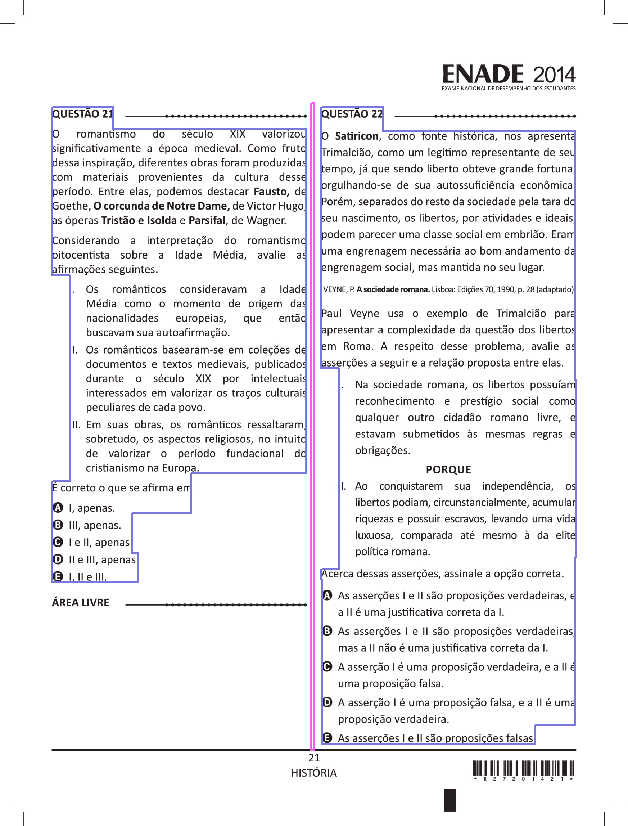 ENADE 2014
EXAME NACIONAL DE DESEMPENHO DOS ESTUDANTES
QUESTÃO 21
O romantismo do século XIX valorizou
significativamente a época medieval. Como fruto
dessa inspiração, diferentes obras foram produzidas
com materiais provenientes da cultura desse
período. Entre elas, podemos destacar Fausto, de
Goethe, O corcunda de Notre Dame, de Victor Hugo,
as óperas Tristão e Isolda e Parsifal, de Wagner.
Considerando a interpretação do romantismo
oitocentista sobre a Idade Média, avalie as
afirmações seguintes.
I. Os românticos consideravam a Idade
Média como o momento de origem das
nacionalidades europeias, que então
buscavam sua autoafirmação.
II. Os românticos basearam-se em coleções de
documentos e textos medievais, publicados
durante o século XIX por intelectuais
interessados em valorizar os traços culturais
peculiares de cada povo.
III. Em suas obras, os românticos ressaltaram,
sobretudo, os aspectos religiosos, no intuito
de valorizar o período fundacional do
cristianismo na Europa.
É correto o que se afirma em
A I, apenas.
B III, apenas.
C I e II, apenas.
D II e III, apenas.
E I, II e III.
ÁREA LIVRE
QUESTÃO 22
O Satiricon, como fonte histórica, nos apresenta
Trimalcião, como um legítimo representante de seu
tempo, já que sendo liberto obteve grande fortuna,
orgulhando-se de sua autossuficiência econômica.
Porém, separados do resto da sociedade pela tara do
seu nascimento, os libertos, por atividades e ideais,
podem parecer uma classe social em embrião. Eram
uma engrenagem necessária ao bom andamento da
engrenagem social, mas mantida no seu lugar.
VEYNE, P. A sociedade romana. Lisboa: Edições 70, 1990, p. 28 (adaptado).
Paul Veyne usa o exemplo de Trimalcião para
apresentar a complexidade da questão dos libertos
em Roma. A respeito desse problema, avalie as
asserções a seguir e a relação proposta entre elas.
I. Na sociedade romana, os libertos possuíam
reconhecimento e prestígio social como
qualquer outro cidadão romano livre, e
estavam submetidos às mesmas regras e
obrigações.
PORQUE
II. Ao conquistarem sua independência, os
libertos podiam, circunstancialmente, acumular
riquezas e possuir escravos, levando uma vida
luxuosa, comparada até mesmo à da elite
política romana.
Acerca dessas asserções, assinale a opção correta.
A As asserções I e II são proposições verdadeiras, e
a II é uma justificativa correta da I.
B As asserções I e II são proposições verdadeiras,
mas a II não é uma justificativa correta da I.
C A asserção I é uma proposição verdadeira, e a II é
uma proposição falsa.
D A asserção I é uma proposição falsa, e a II é uma
proposição verdadeira.
E As asserções I e II são proposições falsas.
21
HISTÓRIA
*R27201421*